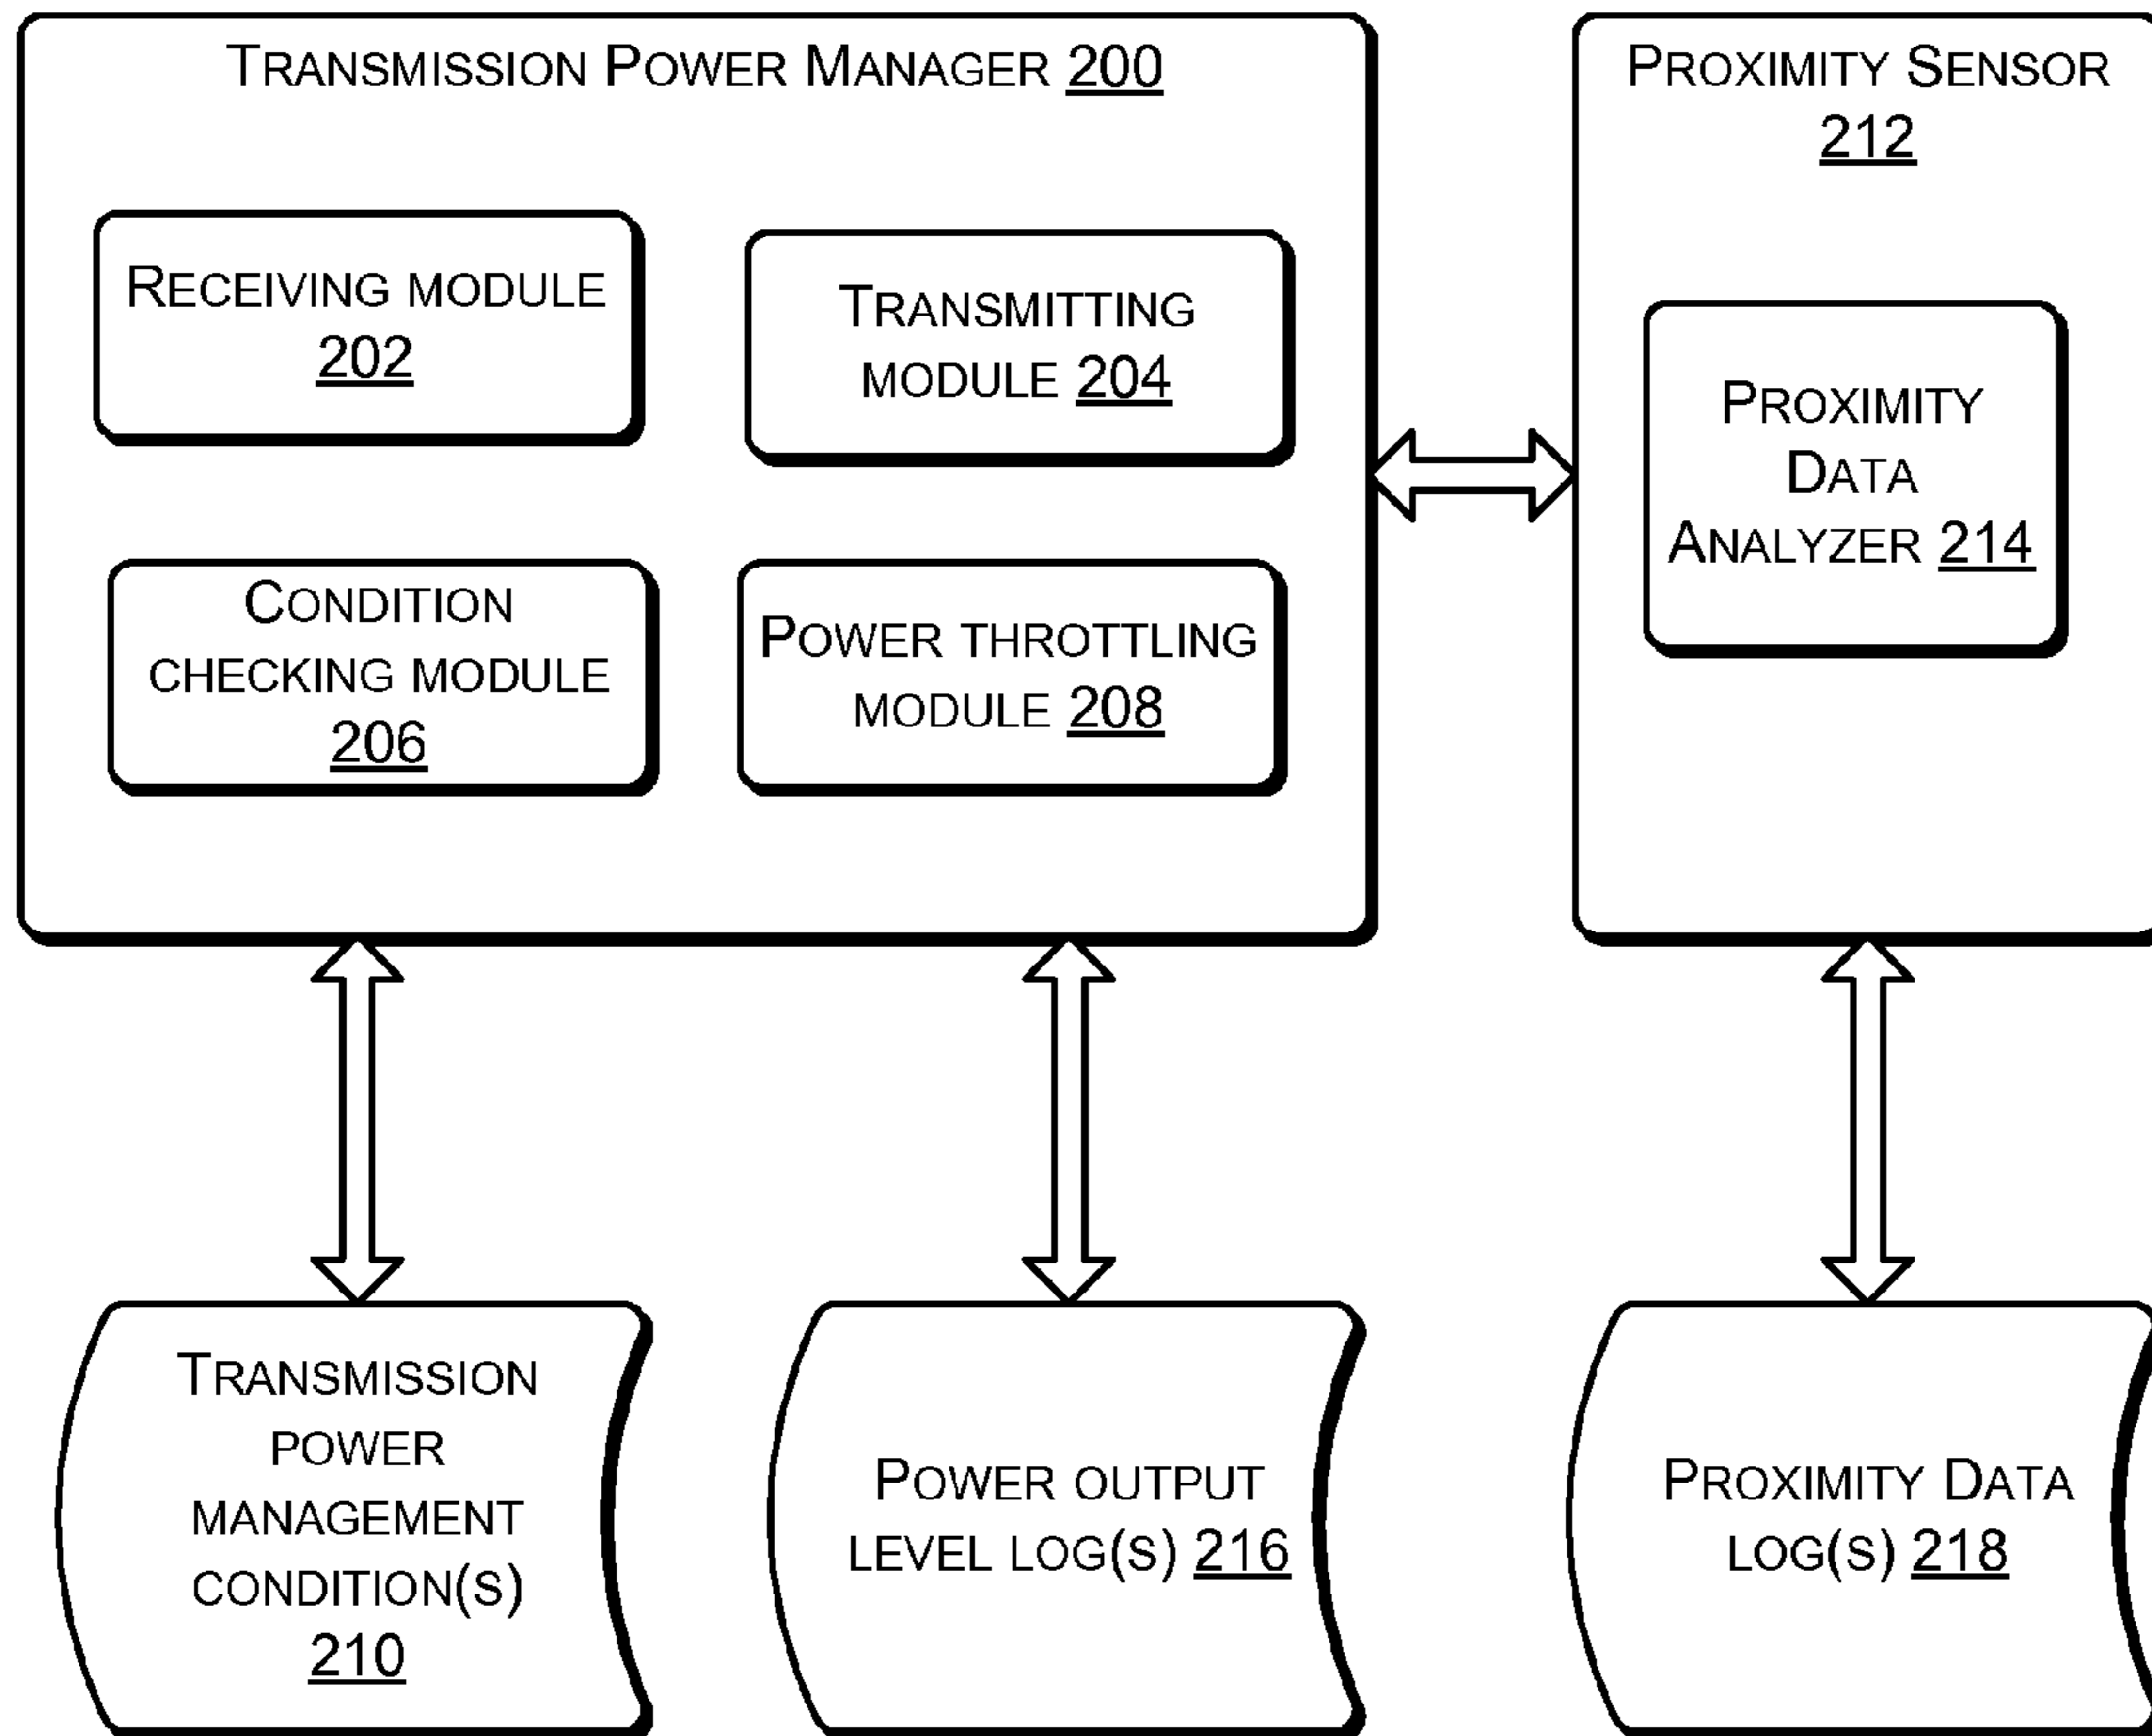 TRANSMISSION POWER MANAGER 200
RECEIVING MODULE
202
TRANSMITTING
MODULE 204
CONDITION
CHECKING MODULE
206
POWER THROTTLING
MODULE 208
PROXIMITY SENSOR
212
PROXIMITY
DATA
ANALYZER 214
TRANSMISSION
POWER
MANAGEMENT
CONDITION(S)
210
POWER OUTPUT
LEVEL LOG(S) 216
PROXIMITY DATA
LOG(S) 218